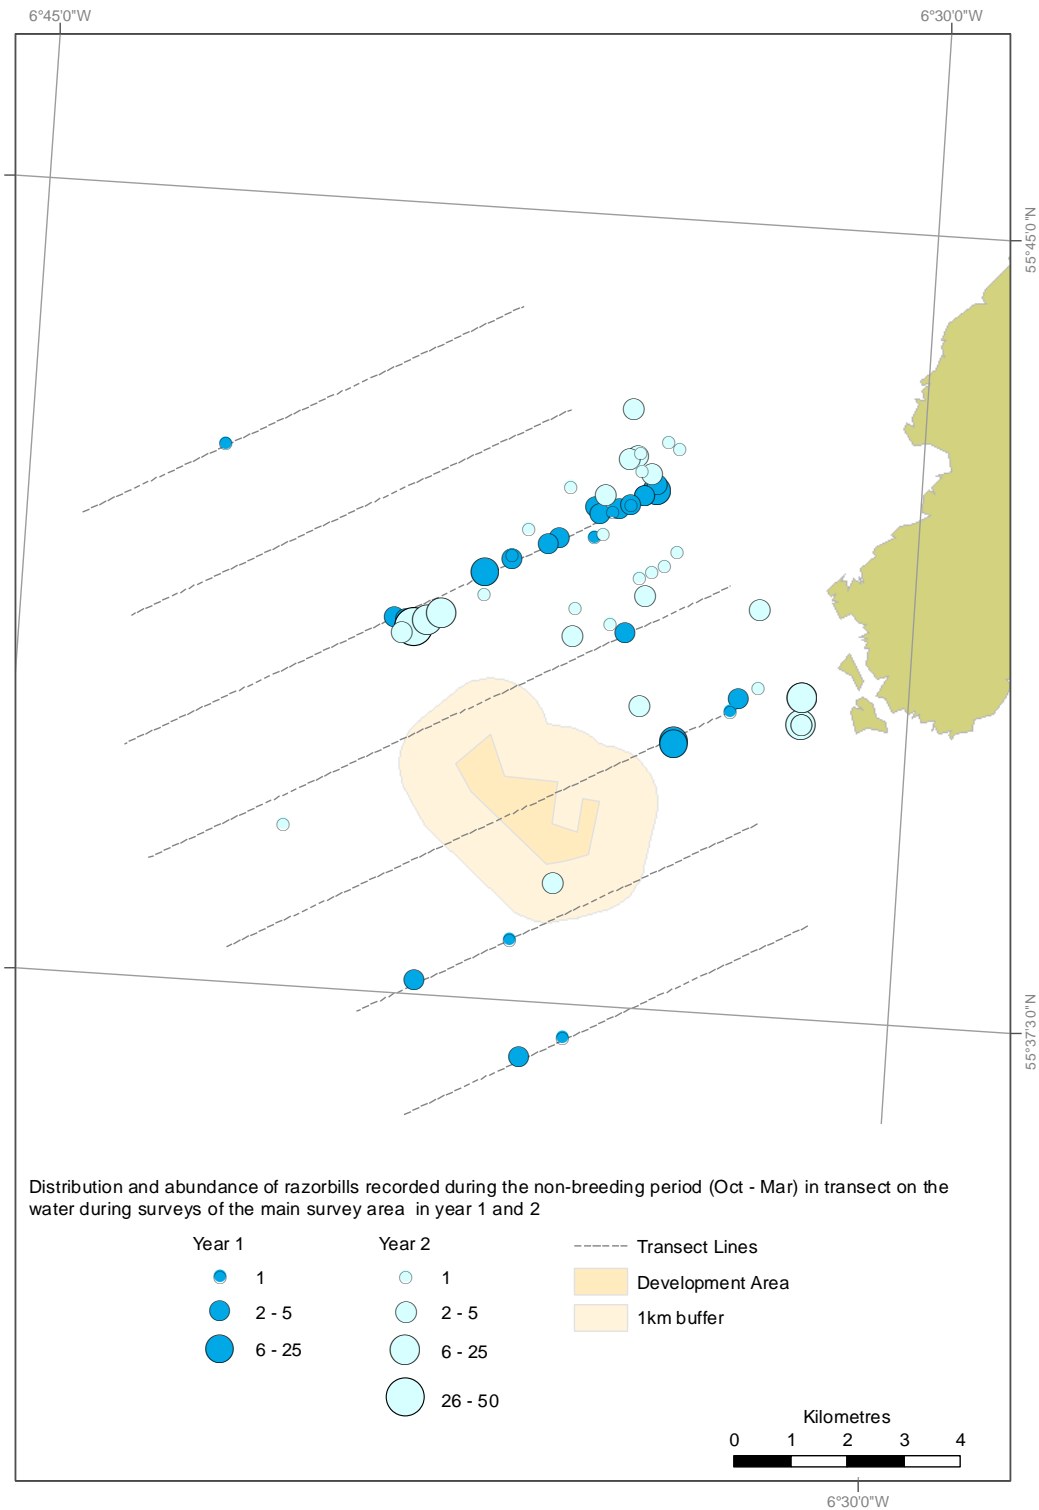 6°45'0"W
6°30'0"W
55°45'0"N
55°37'30"N
Distribution and abundance of razorbills recorded during the non-breeding period (Oct - Mar) in transect on the
water during surveys of the main survey area in year 1 and 2
Year 1
1
2 - 5
6 - 25
Year 2
1
2 - 5
6 - 25
26 - 50
Transect Lines
Development Area
1km buffer
Kilometres
0 1 2 3 4
6°30'0"W